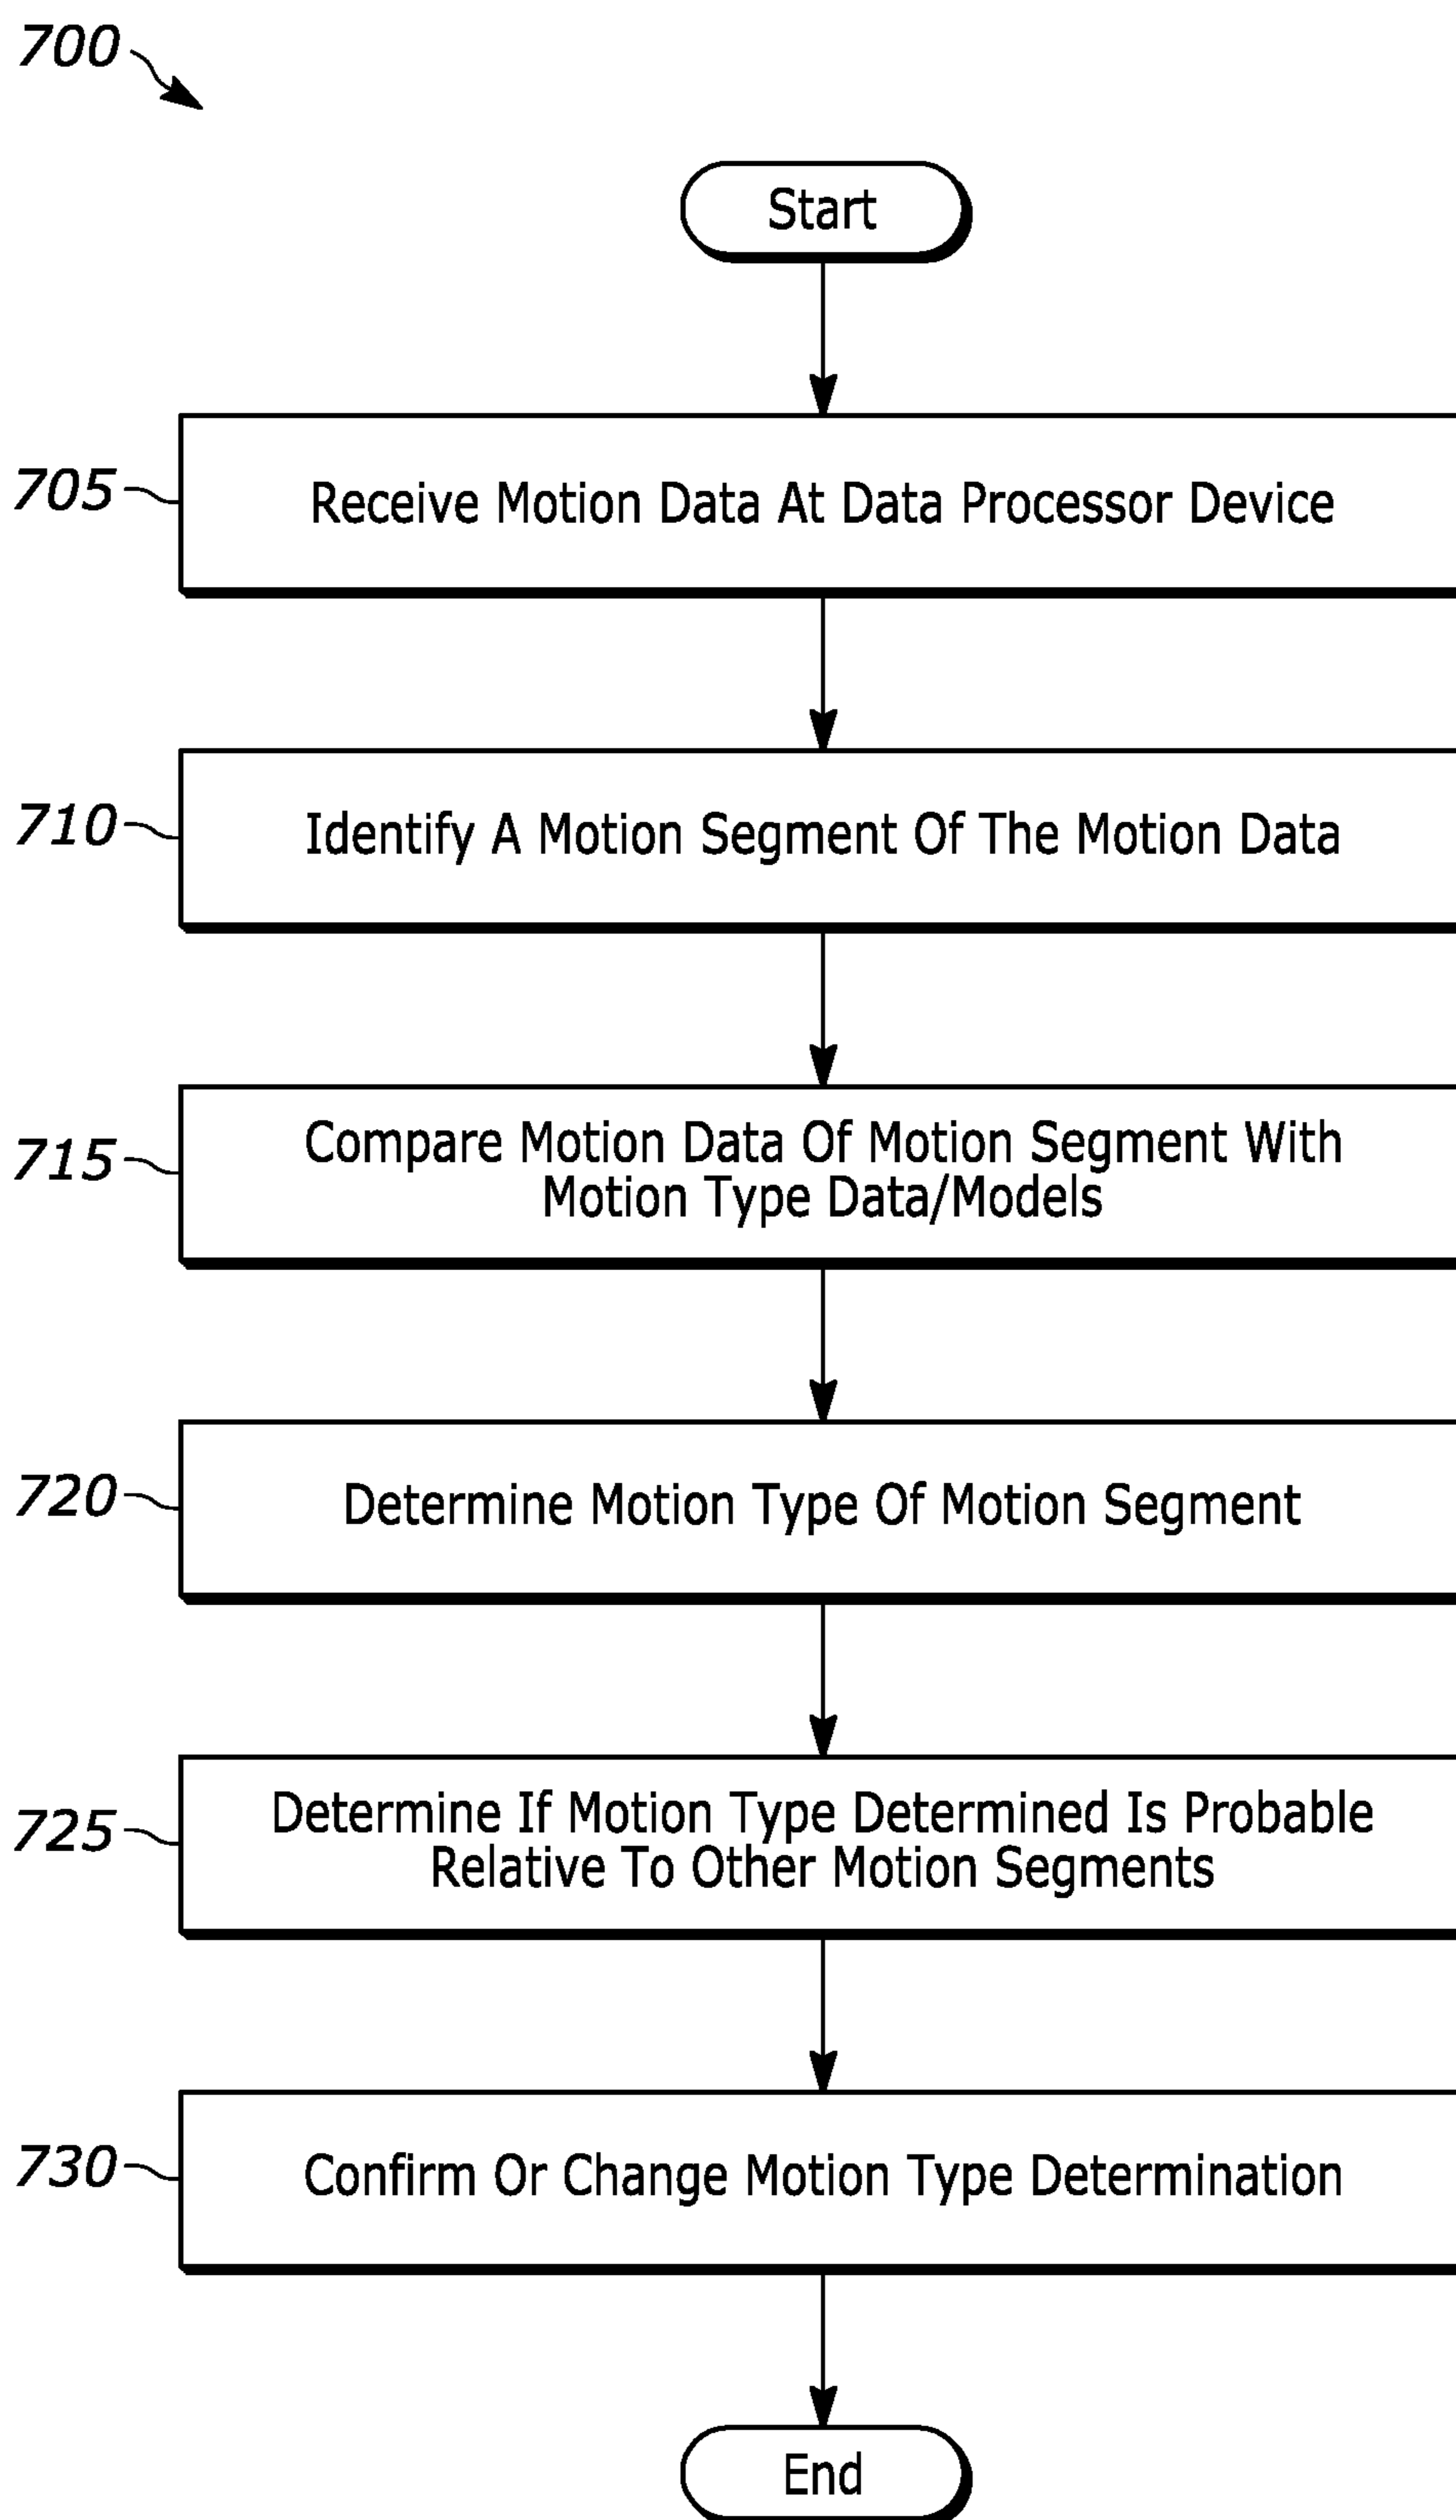 700
Start
705
Receive Motion Data At Data Processor Device
710
Identify A Motion Segment Of The Motion Data
715
Compare Motion Data Of Motion Segment With
Motion Type Data/Models
720
Determine Motion Type Of Motion Segment
725
Determine If Motion Type Determined Is Probable
Relative To Other Motion Segments
730
Confirm Or Change Motion Type Determination
End